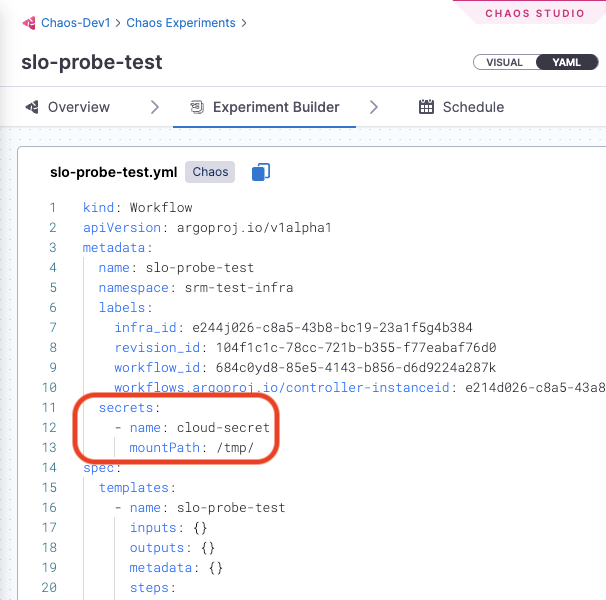 CHAOS STUDIO
Chaos-Dev1 > Chaos Experiments >
slo-probe-test
VISUAL YAML
Overview > Experiment Builder > Schedule
slo-probe-test.yml Chaos
1 kind: Workflow
2 apiVersion: argoproj.io/v1alpha1
3 metadata:
4 name: slo-probe-test
5 namespace: srm-test-infra
6 labels:
7 infra_id: e244j026-c8a5-43b8-bc19-23a1f5g4b384
8 revision_id: 104f1c1c-78cc-721b-b355-f77eabaf76d0
9 workflow_id: 684c0yd8-85e5-4143-b856-d6d9224a287k
10 workflows.argoproj.io/controller-instanceid: e214d026-c8a5-43a8
11 secrets:
12 - name: cloud-secret
13 mountPath: /tmp/
14 spec:
15 templates:
16 - name: slo-probe-test
17 inputs: {}
18 outputs: {}
19 metadata: {}
20 steps: